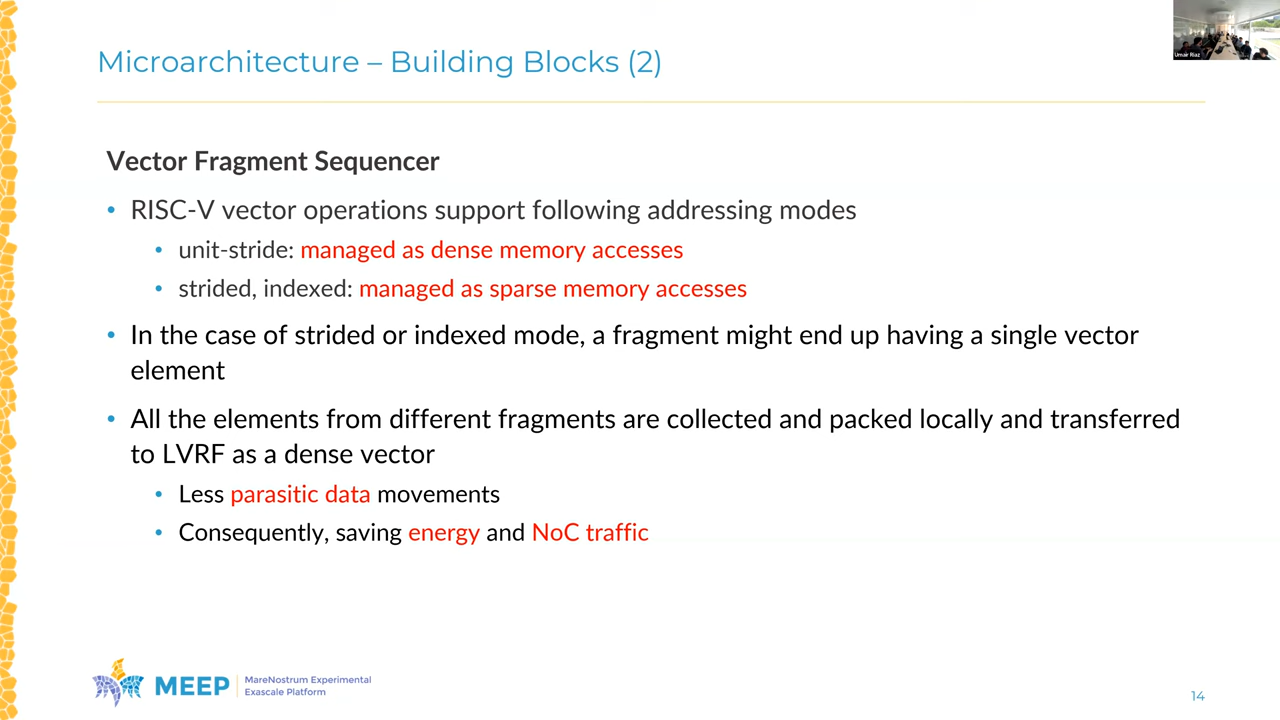 Microarchitecture – Building Blocks (2)
Umair Riaz
Vector Fragment Sequencer
• RISC-V vector operations support following addressing modes
• unit-stride: managed as dense memory accesses
• strided, indexed: managed as sparse memory accesses
• In the case of strided or indexed mode, a fragment might end up having a single vector
element
• All the elements from different fragments are collected and packed locally and transferred
to LVRF as a dense vector
• Less parasitic data movements
• Consequently, saving energy and NoC traffic
MEEP
MareNostrum Experimental
Exascale Platform
14